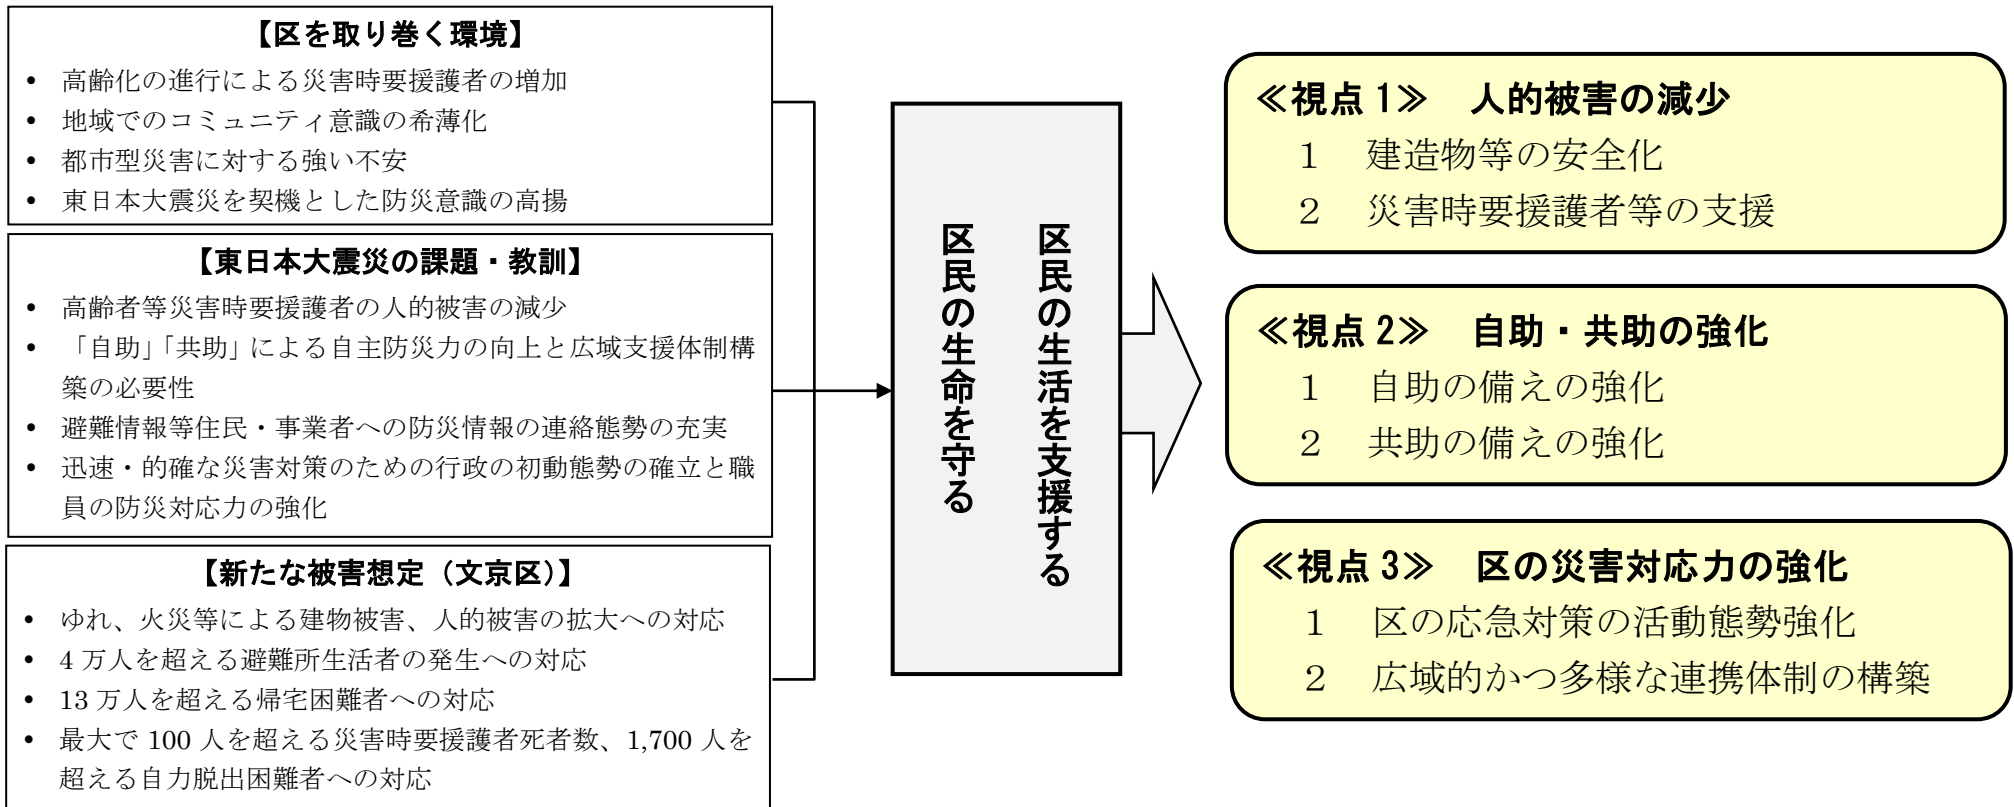 【区を取り巻く環境】
• 高齢化の進行による災害時要援護者の増加
• 地域でのコミュニティ意識の希薄化
• 都市型災害に対する強い不安
• 東日本大震災を契機とした防災意識の高揚
【東日本大震災の課題・教訓】
• 高齢者等災害時要援護者の人的被害の減少
• 「自助」「共助」による自主防災力の向上と広域支援体制構
築の必要性
• 避難情報等住民・事業者への防災情報の連絡態勢の充実
• 迅速・的確な災害対策のための行政の初動態勢の確立と職
員の防災対応力の強化
【新たな被害想定（文京区）】
• ゆれ、火災等による建物被害、人的被害の拡大への対応
• 4 万人を超える避難所生活者の発生への対応
• 13 万人を超える帰宅困難者への対応
• 最大で 100 人を超える災害時要援護者死者数、1,700 人を
超える自力脱出困難者への対応
区民の生活を支援する
区民の生命を守る
≪視点 1≫　人的被害の減少
1　建造物等の安全化
2　災害時要援護者等の支援
≪視点 2≫　自助・共助の強化
1　自助の備えの強化
2　共助の備えの強化
≪視点 3≫　区の災害対応力の強化
1　区の応急対策の活動態勢強化
2　広域的かつ多様な連携体制の構築